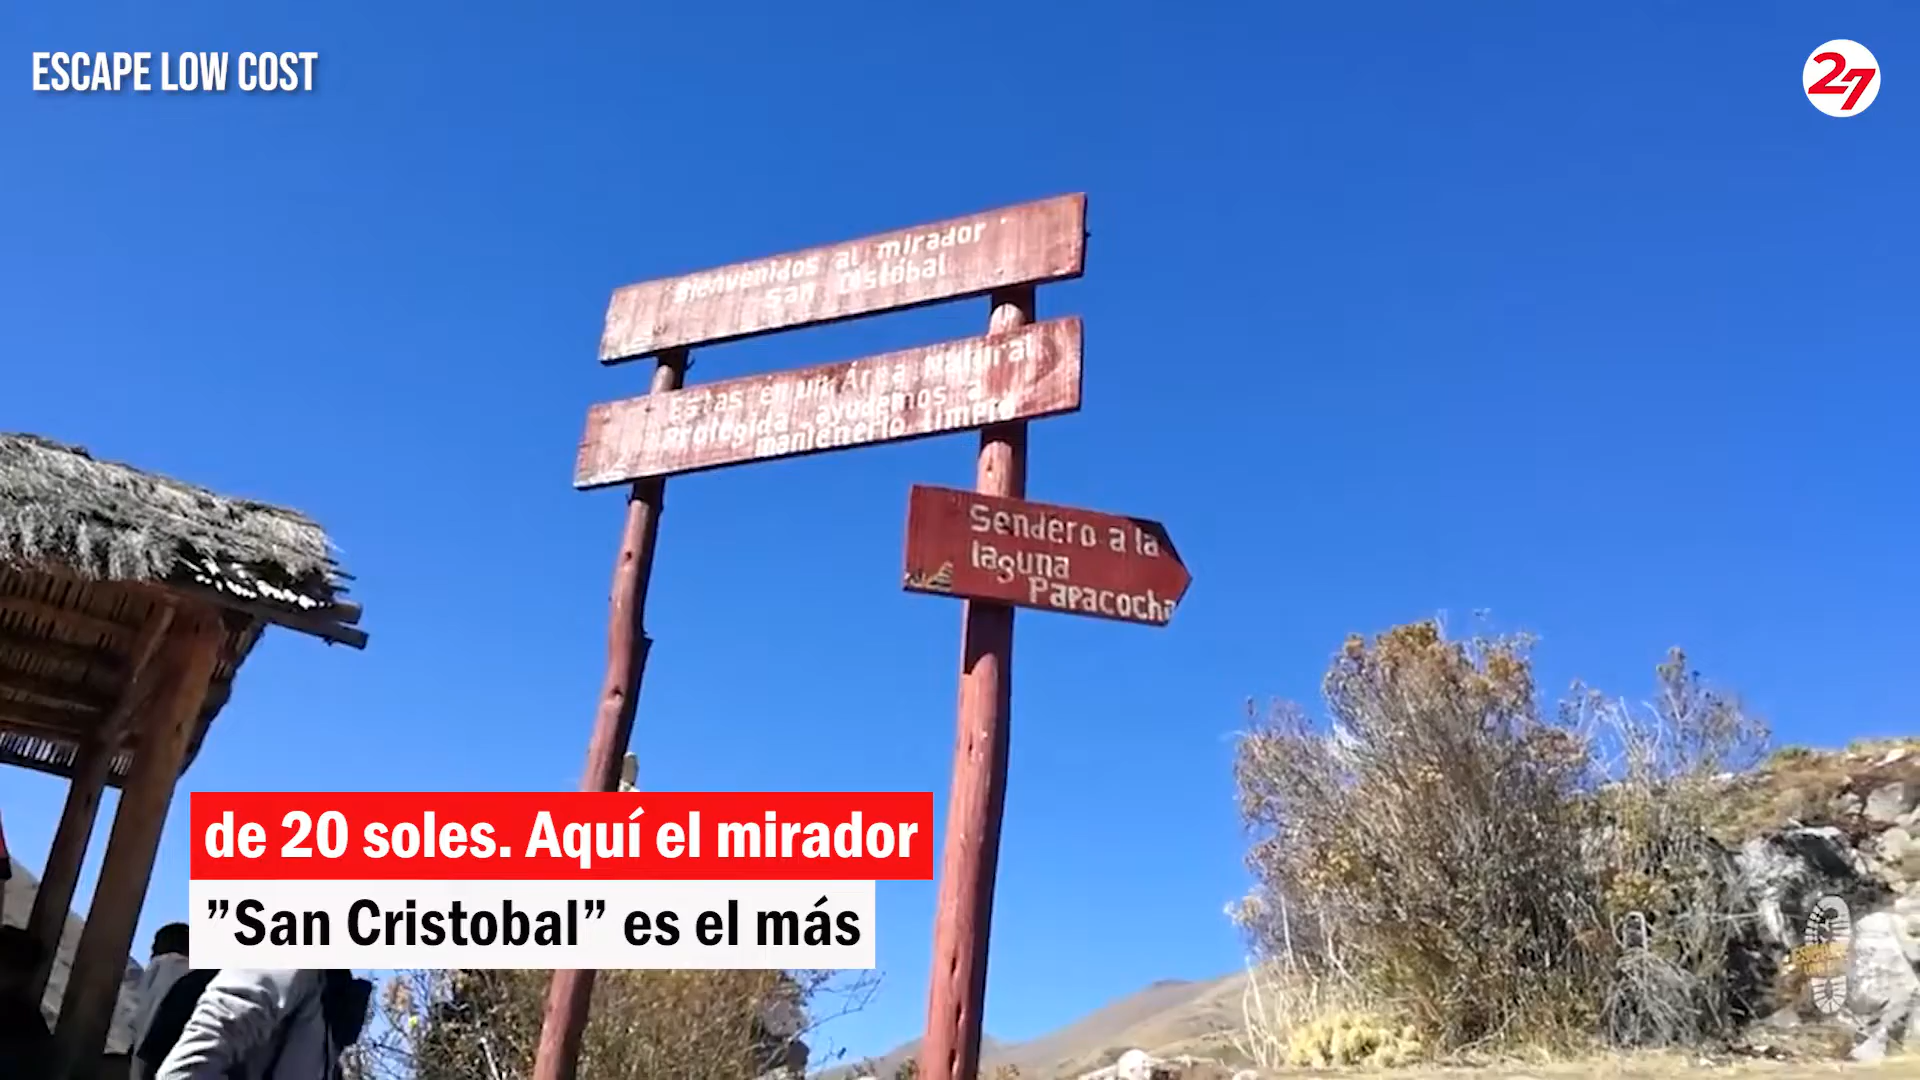 ESCAPE LOW COST
27
Bienvenidos al mirador
San Cistóbal
Estas en un Área Natural
Protegida ayudemos a
mantenerlo limpio
Sendero a la
laguna
Papacocha
de 20 soles. Aquí el mirador
”San Cristobal” es el más